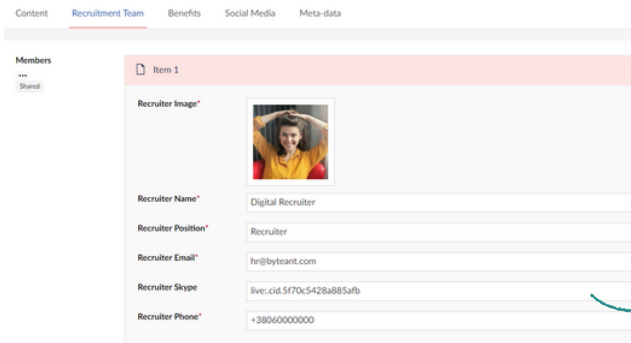 Content Recruitment Team Benefits Social Media Meta-data
Members
...
Shared
Item 1
Recruiter Image*
Recruiter Name* Digital Recruiter
Recruiter Position* Recruiter
Recruiter Email* hr@byteant.com
Recruiter Skype live:.cid.5f70c5428a885afb
Recruiter Phone* +38060000000